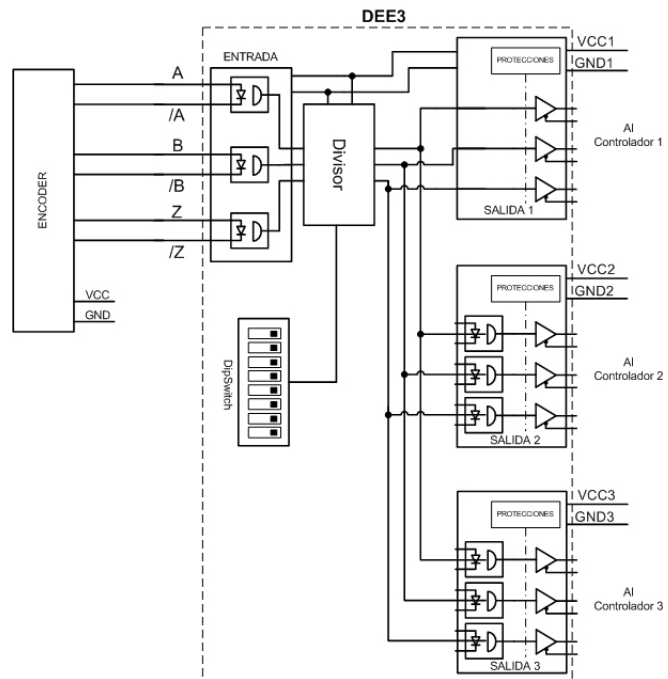 DEE3
ENTRADA
ENCODER
A
/A
B
/B
Z
/Z
VCC
GND
Divisor
DipSwitch
PROTECCIONES
VCC1
GND1
Al
Controlador 1
SALIDA 1
PROTECCIONES
VCC2
GND2
Al
Controlador 2
SALIDA 2
PROTECCIONES
VCC3
GND3
Al
Controlador 3
SALIDA 3